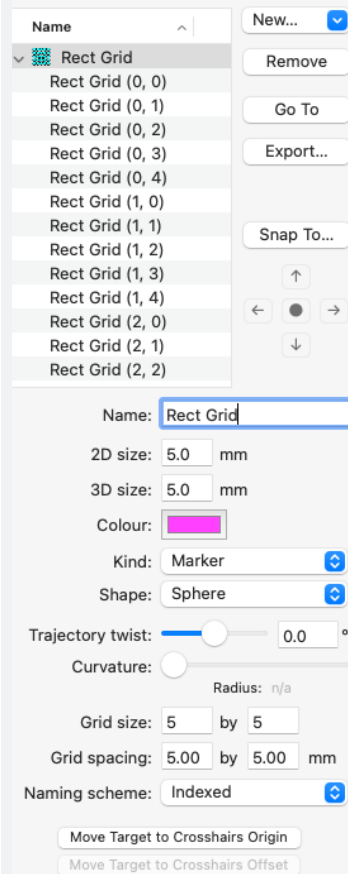 Name
New...
Rect Grid
Remove
Rect Grid (0, 0)
Rect Grid (0, 1)
Go To
Rect Grid (0, 2)
Rect Grid (0, 3)
Export...
Rect Grid (0, 4)
Rect Grid (1, 0)
Rect Grid (1, 1)
Snap To...
Rect Grid (1, 2)
Rect Grid (1, 3)
Rect Grid (1, 4)
Rect Grid (2, 0)
Rect Grid (2, 1)
Rect Grid (2, 2)
Name: Rect Grid
2D size: 5.0 mm
3D size: 5.0 mm
Colour:
Kind: Marker
Shape: Sphere
Trajectory twist: 0.0 °
Curvature:
Radius: n/a
Grid size: 5 by 5
Grid spacing: 5.00 by 5.00 mm
Naming scheme: Indexed
Move Target to Crosshairs Origin
Move Target to Crosshairs Offset